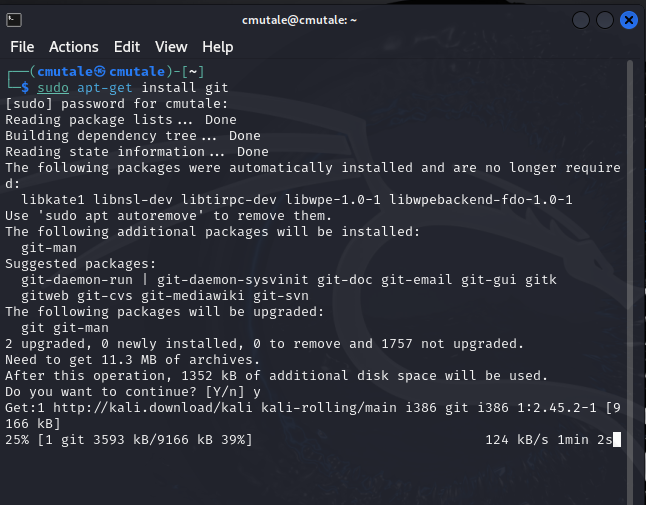 cmutale@cmutale: ~
File Actions Edit View Help
┌──(cmutale㉿cmutale)-[~]
└─$ sudo apt-get install git
[sudo] password for cmutale:
Reading package lists... Done
Building dependency tree... Done
Reading state information... Done
The following packages were automatically installed and are no longer require
d:
  libkate1 libnsl-dev libtirpc-dev libwpe-1.0-1 libwpebackend-fdo-1.0-1
Use 'sudo apt autoremove' to remove them.
The following additional packages will be installed:
  git-man
Suggested packages:
  git-daemon-run | git-daemon-sysvinit git-doc git-email git-gui gitk
  gitweb git-cvs git-mediawiki git-svn
The following packages will be upgraded:
  git git-man
2 upgraded, 0 newly installed, 0 to remove and 1757 not upgraded.
Need to get 11.3 MB of archives.
After this operation, 1352 kB of additional disk space will be used.
Do you want to continue? [Y/n] y
Get:1 http://kali.download/kali kali-rolling/main i386 git i386 1:2.45.2-1 [9
166 kB]
25% [1 git 3593 kB/9166 kB 39%] 124 kB/s 1min 2s